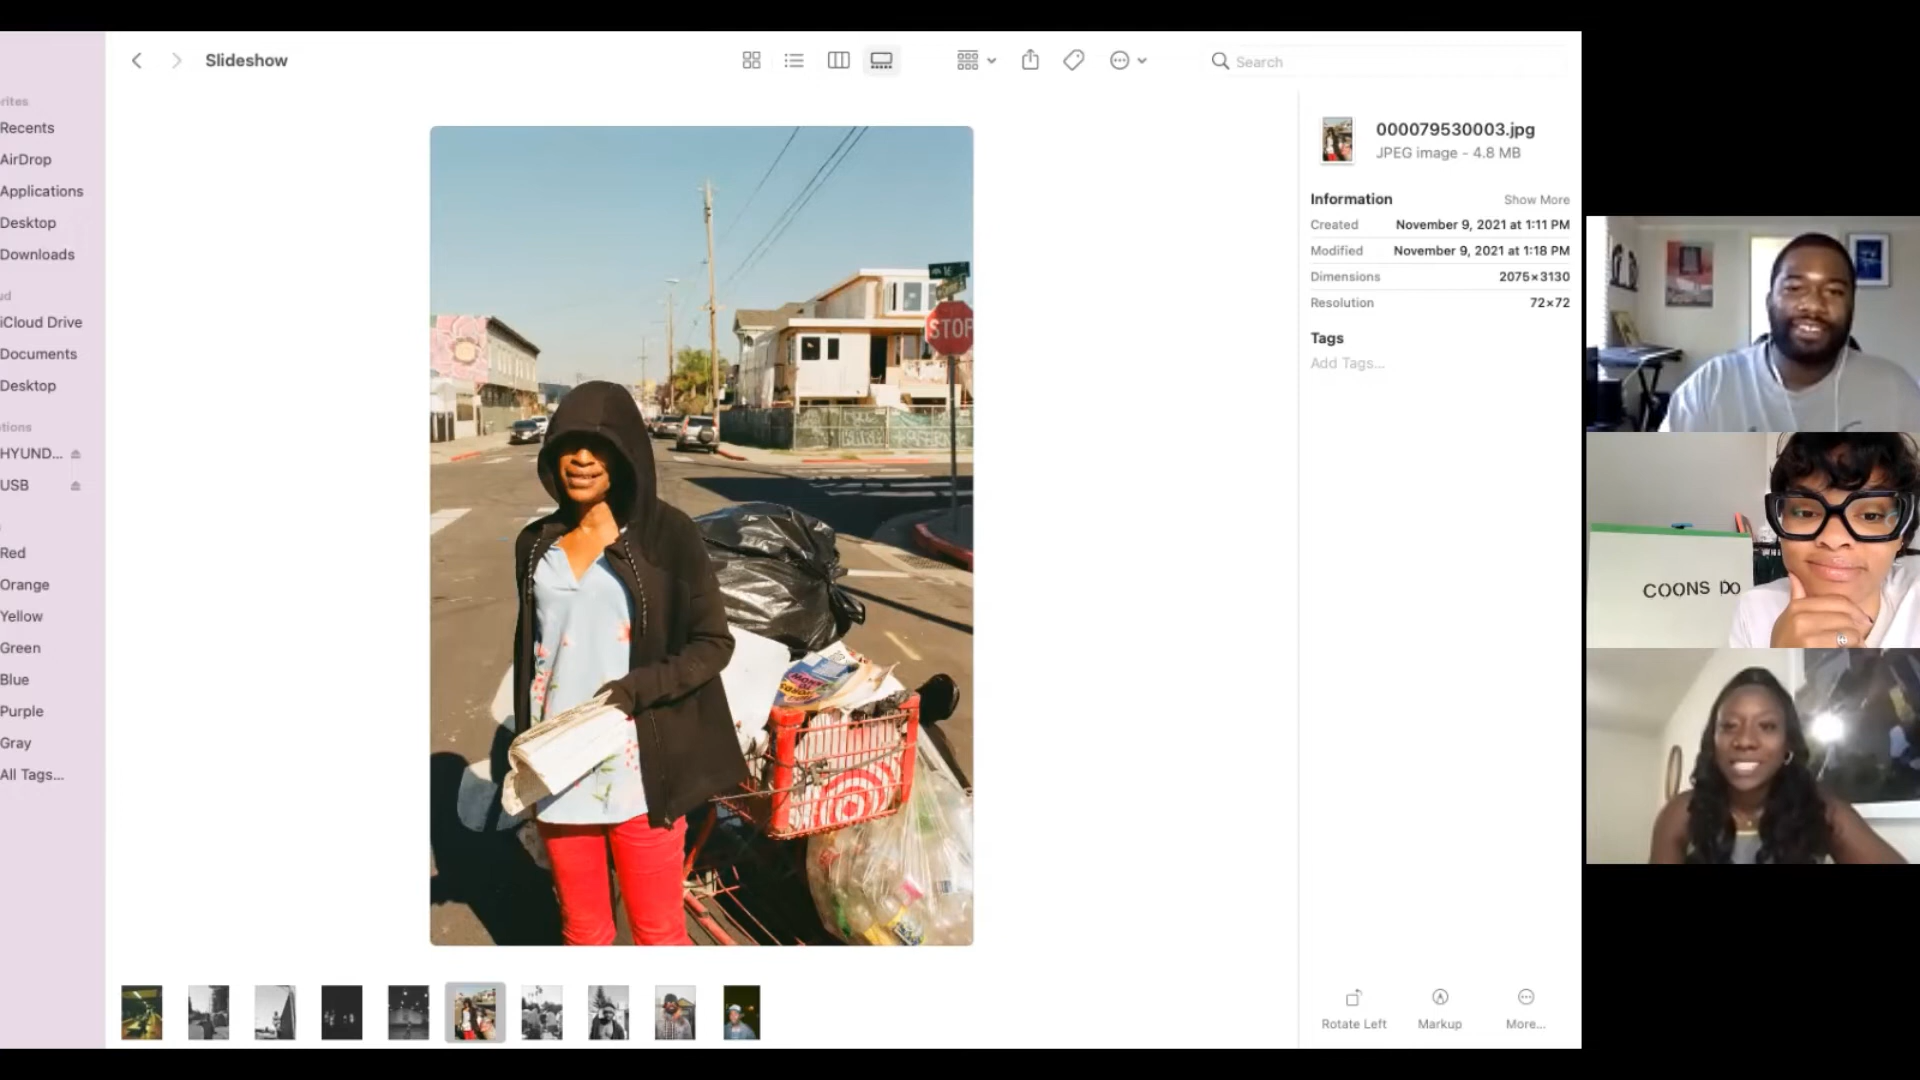 Slideshow
Search
rites
Recents
AirDrop
Applications
Desktop
Downloads
ud
iCloud Drive
Documents
Desktop
tions
HYUND...
USB
Red
Orange
Yellow
Green
Blue
Purple
Gray
All Tags...
STOP
000079530003.jpg
JPEG image - 4.8 MB
Information
Show More
Created
November 9, 2021 at 1:11 PM
Modified
November 9, 2021 at 1:18 PM
Dimensions
2075×3130
Resolution
72×72
Tags
Add Tags...
Rotate Left
Markup
More...
COONS DO